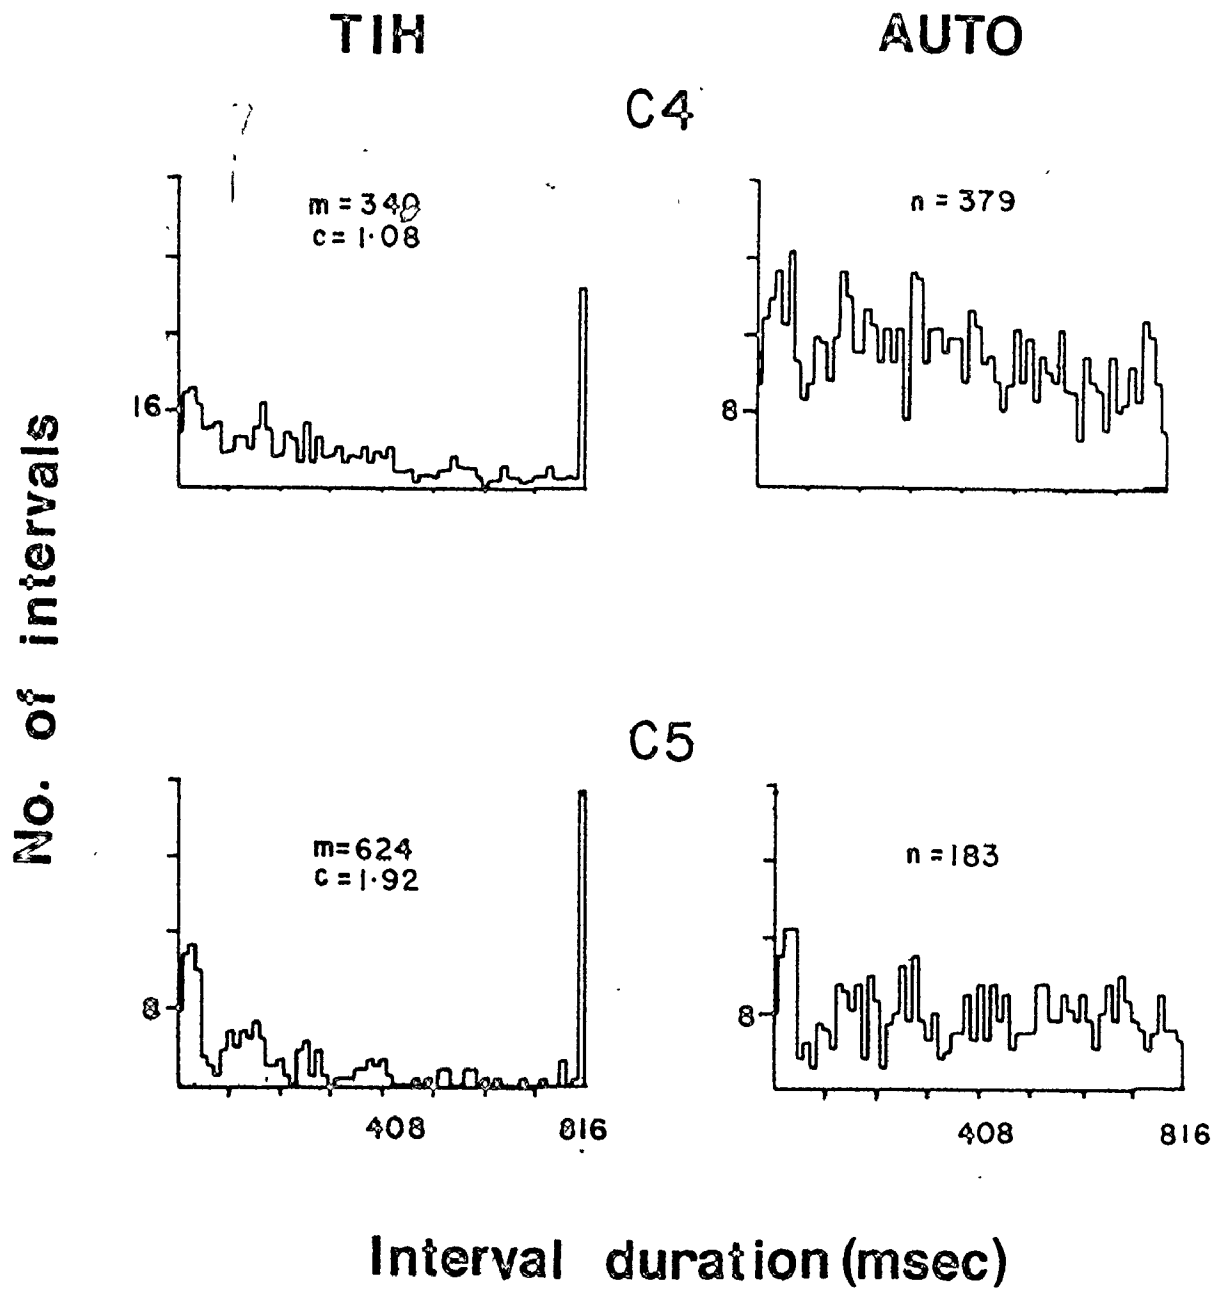 TIH
AUTO
C4
m = 340
c = 1·08
n = 379
16
8
No. of intervals
C5
m=624
c = 1·92
n =183
8
8
408
816
408
816
Interval duration (msec)